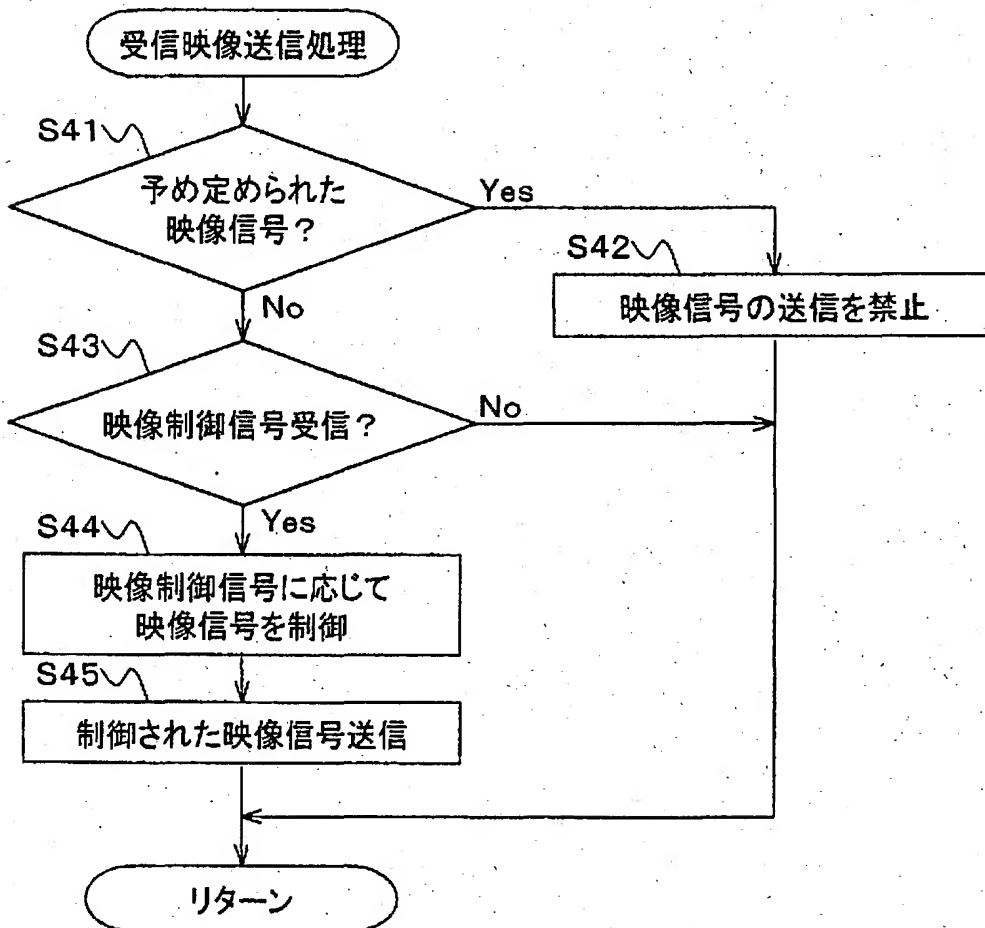 受信映像送信処理
S41
予め定められた
映像信号?
Yes
S42
映像信号の送信を禁止
No
S43
映像制御信号受信?
No
Yes
S44
映像制御信号に応じて
映像信号を制御
S45
制御された映像信号送信
リターン